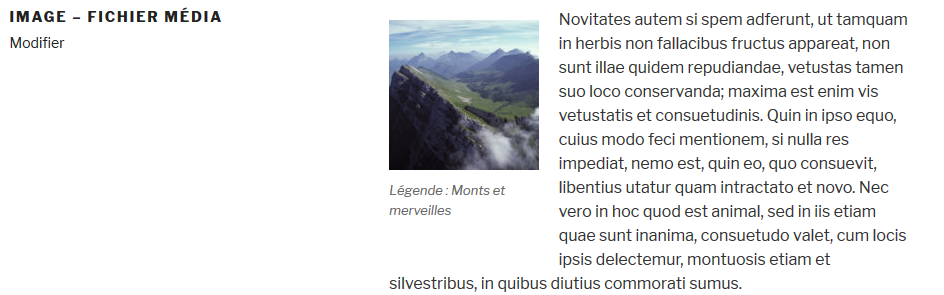 IMAGE – FICHIER MÉDIA
Modifier
Novitates autem si spem adferunt, ut tamquam
in herbis non fallacibus fructus appareat, non
sunt illae quidem repudiandae, vetustas tamen
suo loco conservanda; maxima est enim vis
vetustatis et consuetudinis. Quin in ipso equo,
cuius modo feci mentionem, si nulla res
impediat, nemo est, quin eo, quo consuevit,
libentius utatur quam intractato et novo. Nec
vero in hoc quod est animal, sed in iis etiam
quae sunt inanima, consuetudo valet, cum locis
ipsis delectemur, montuosis etiam et
silvestribus, in quibus diutius commorati sumus.
Légende : Monts et
merveilles